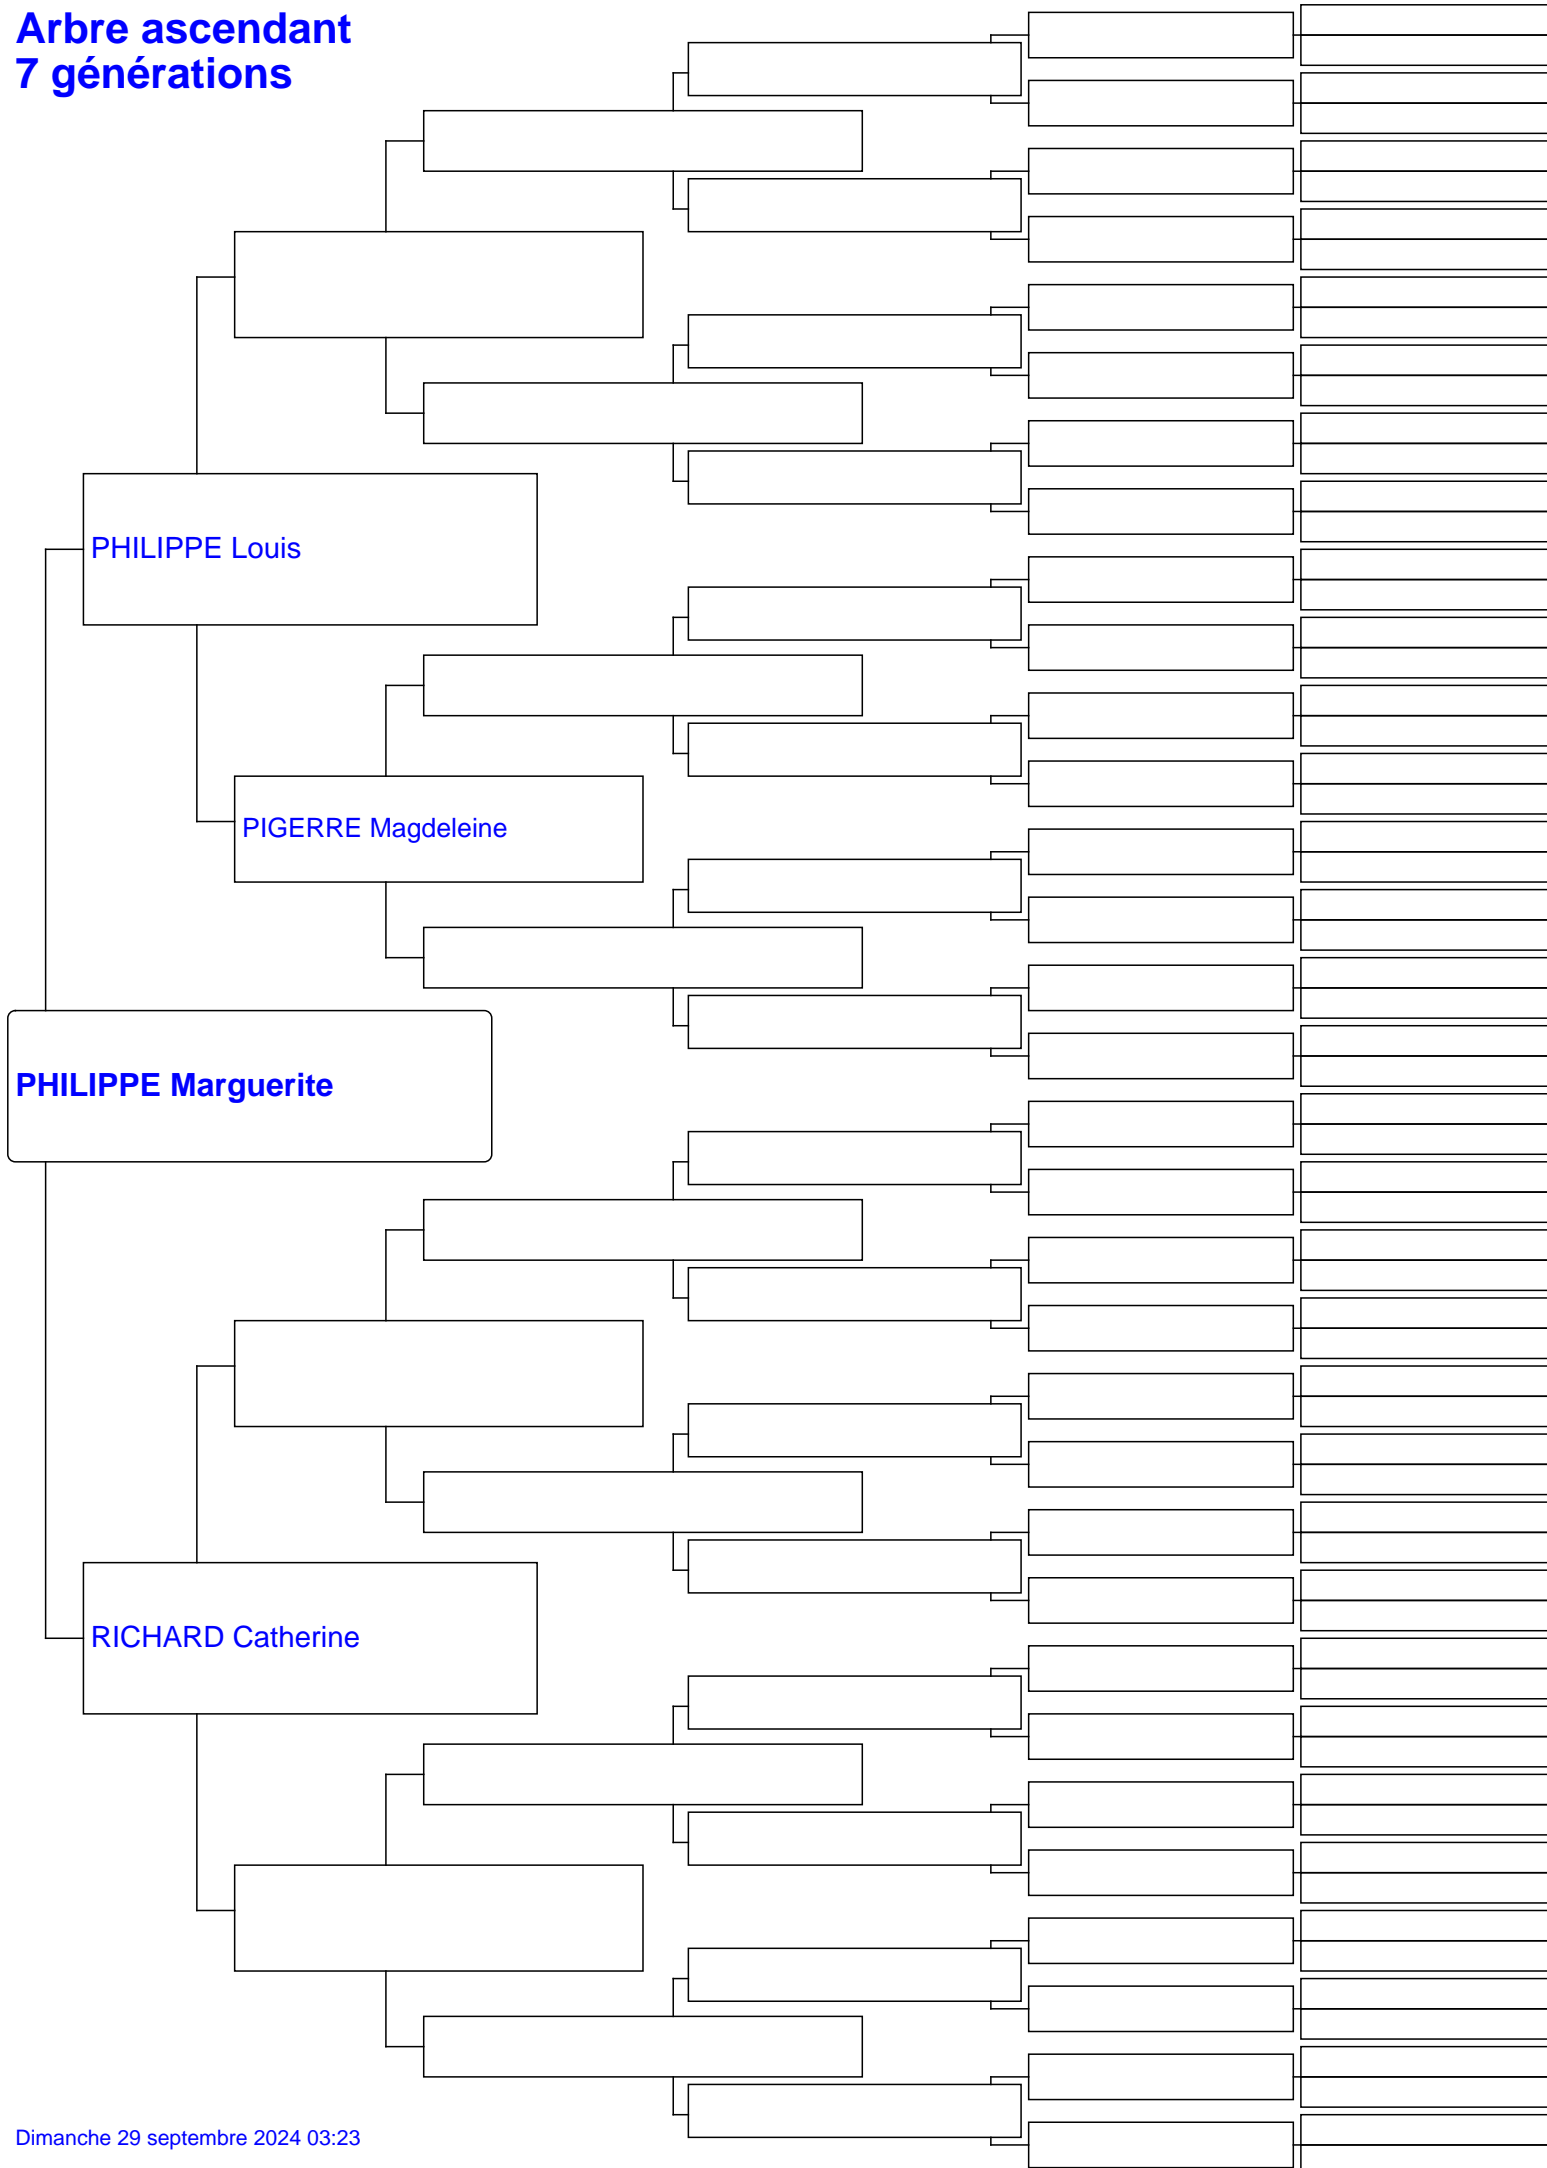 Arbre ascendant
7 générations
PHILIPPE Louis
PIGERRE Magdeleine
PHILIPPE Marguerite
RICHARD Catherine
Dimanche 29 septembre 2024 03:23